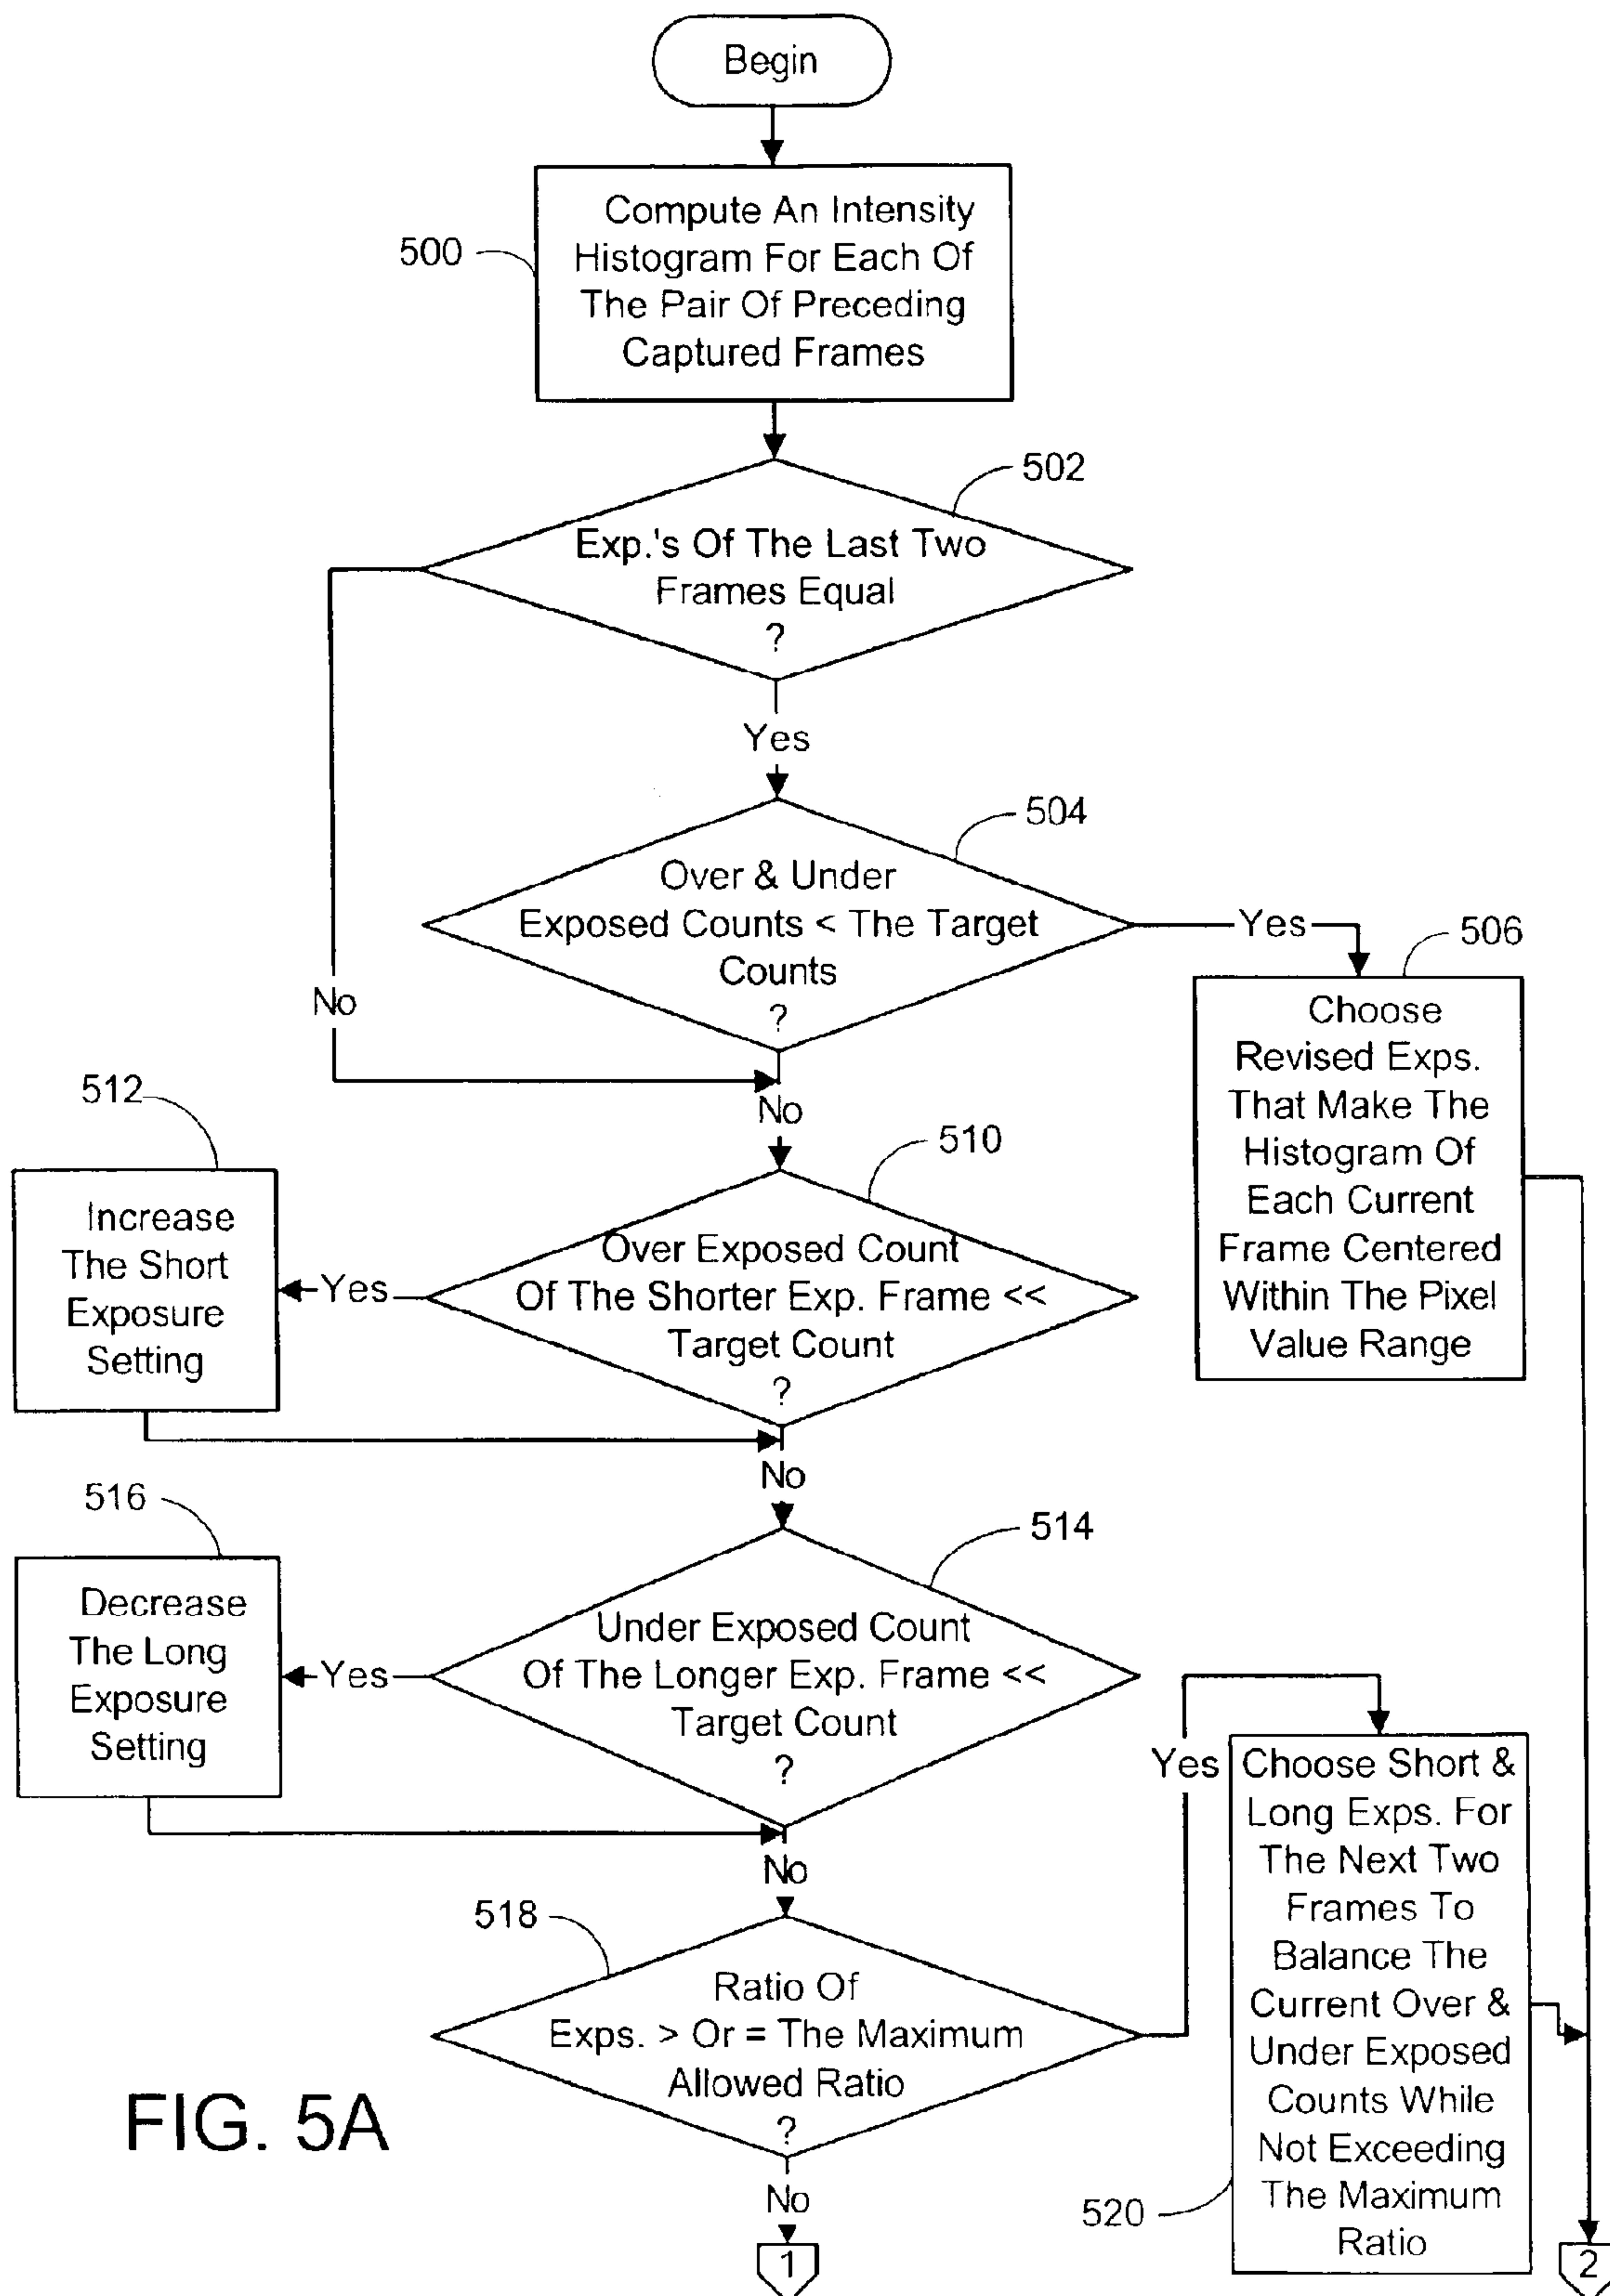 Begin
Compute An Intensity
Histogram For Each Of
The Pair Of Preceding
Captured Frames
500
502
Exp.'s Of The Last Two
Frames Equal
?
Yes
No
504
Over & Under
Exposed Counts < The Target
Counts
?
Yes
No
506
Choose
Revised Exps.
That Make The
Histogram Of
Each Current
Frame Centered
Within The Pixel
Value Range
510
Over Exposed Count
Of The Shorter Exp. Frame <<
Target Count
?
Yes
No
512
Increase
The Short
Exposure
Setting
514
Under Exposed Count
Of The Longer Exp. Frame <<
Target Count
?
Yes
No
516
Decrease
The Long
Exposure
Setting
518
Ratio Of
Exps. > Or = The Maximum
Allowed Ratio
?
Yes
No
520
Choose Short &
Long Exps. For
The Next Two
Frames To
Balance The
Current Over &
Under Exposed
Counts While
Not Exceeding
The Maximum
Ratio
1
2
FIG. 5A